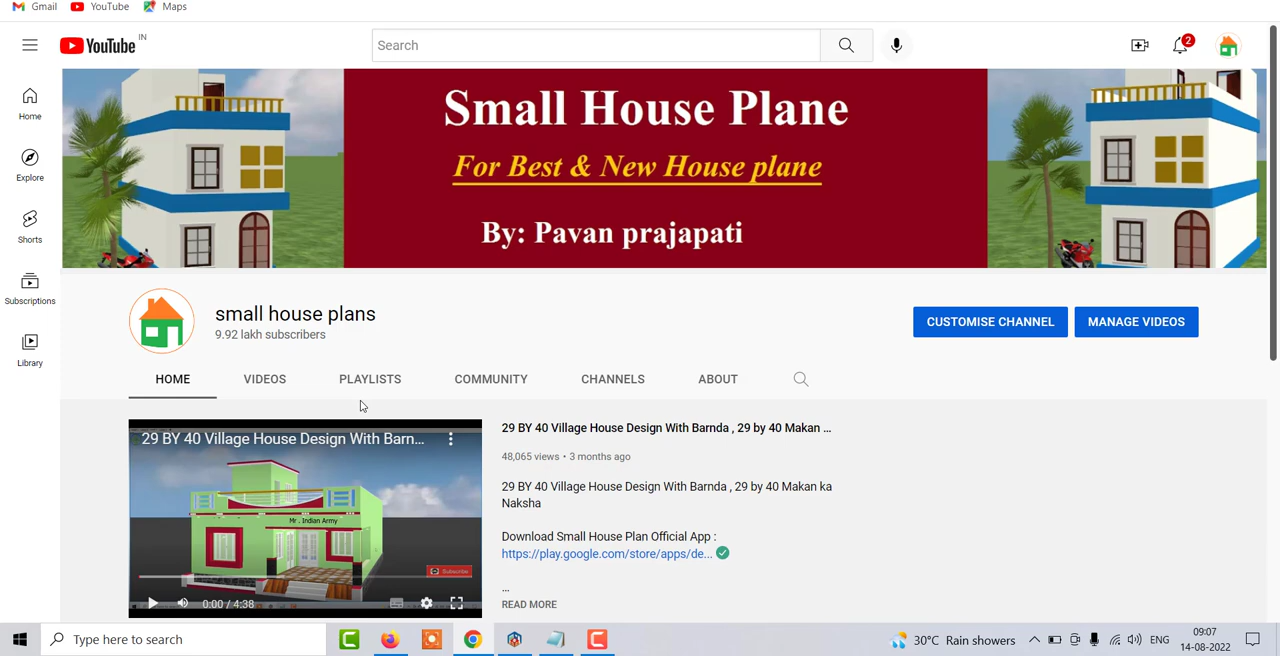 Gmail YouTube Maps
YouTube IN
Search
2
Home
Explore
Shorts
Subscriptions
Library
Small House Plane
For Best & New House plane
By: Pavan prajapati
small house plans
9.92 lakh subscribers
CUSTOMISE CHANNEL MANAGE VIDEOS
HOME VIDEOS PLAYLISTS COMMUNITY CHANNELS ABOUT
29 BY 40 Village House Design With Barn...
Mr . Indian Army
Subscribe
0:00 / 4:38
29 BY 40 Village House Design With Barnda , 29 by 40 Makan ...
48,065 views • 3 months ago
29 BY 40 Village House Design With Barnda , 29 by 40 Makan ka
Naksha
Download Small House Plan Official App :
https://play.google.com/store/apps/de...
...
READ MORE
Type here to search
30°C Rain showers
ENG
09:07
14-08-2022